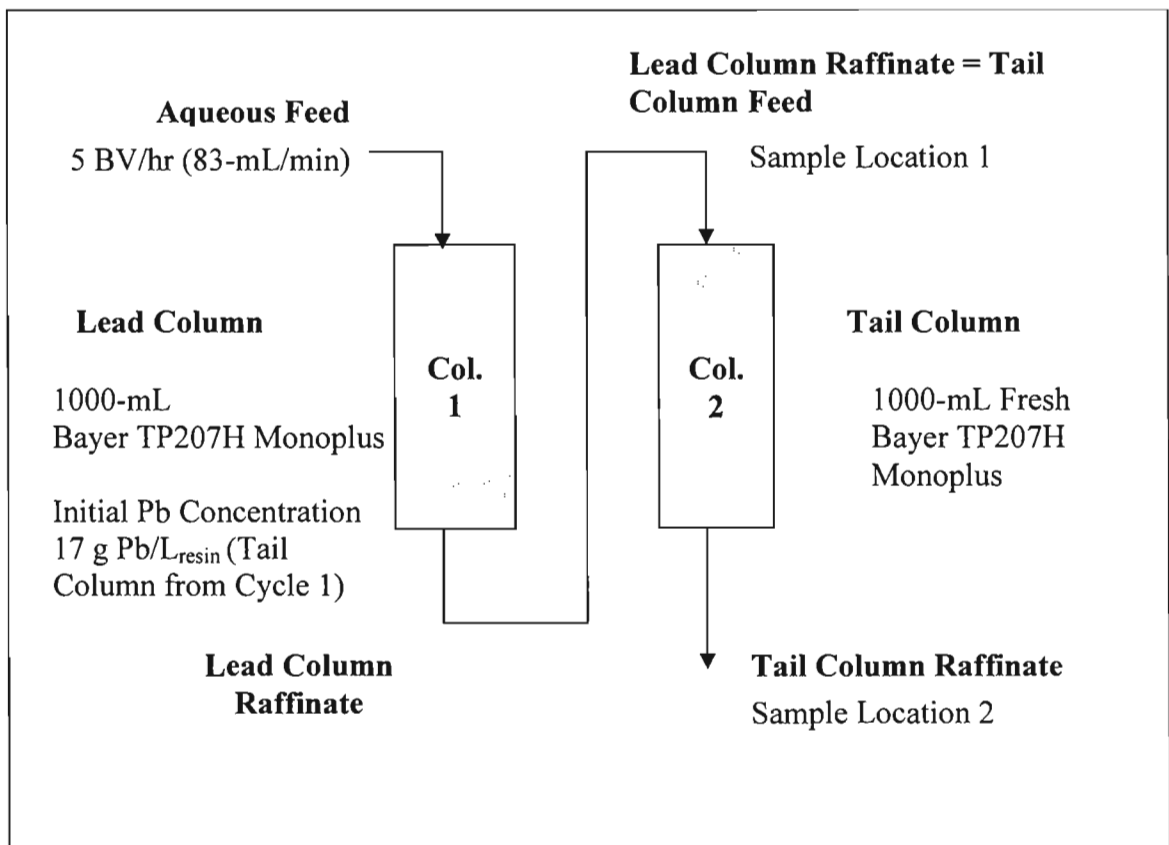 Aqueous Feed
5 BV/hr (83-mL/min)
Lead Column Raffinate = Tail
Column Feed
Sample Location 1
Lead Column
1000-mL
Bayer TP207H Monoplus
Initial Pb Concentration
17 g Pb/Lresin (Tail
Column from Cycle 1)
Col.
1
Col.
2
Tail Column
1000-mL Fresh
Bayer TP207H
Monoplus
Lead Column
Raffinate
Tail Column Raffinate
Sample Location 2